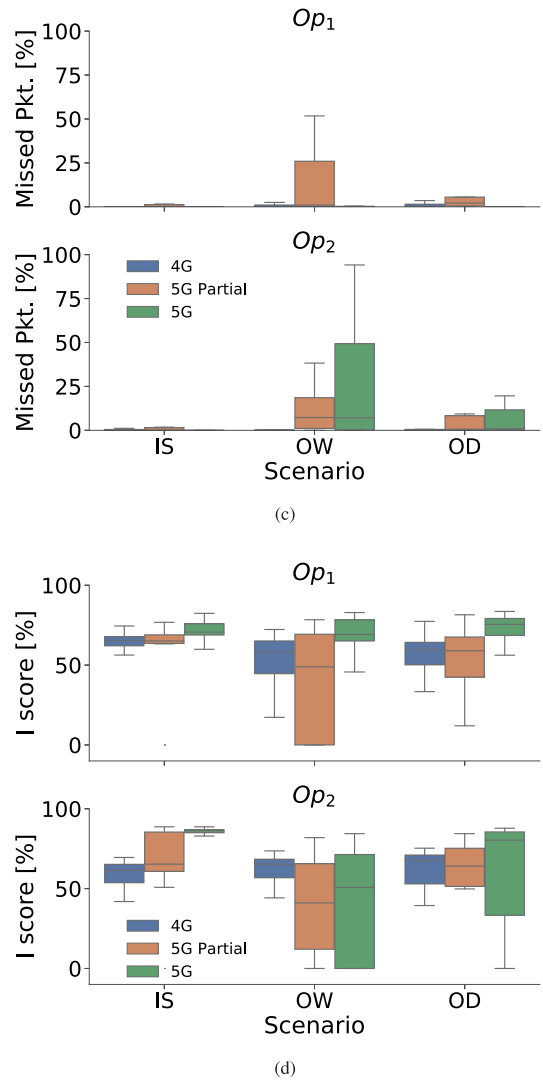 Op1
100
75
50
25
0
Missed Pkt. [%]
Op2
100
75
50
25
0
Missed Pkt. [%]
4G
5G Partial
5G
IS OW OD
Scenario
(c)
Op1
100
50
0
I score [%]
Op2
100
50
0
I score [%]
4G
5G Partial
5G
IS OW OD
Scenario
(d)